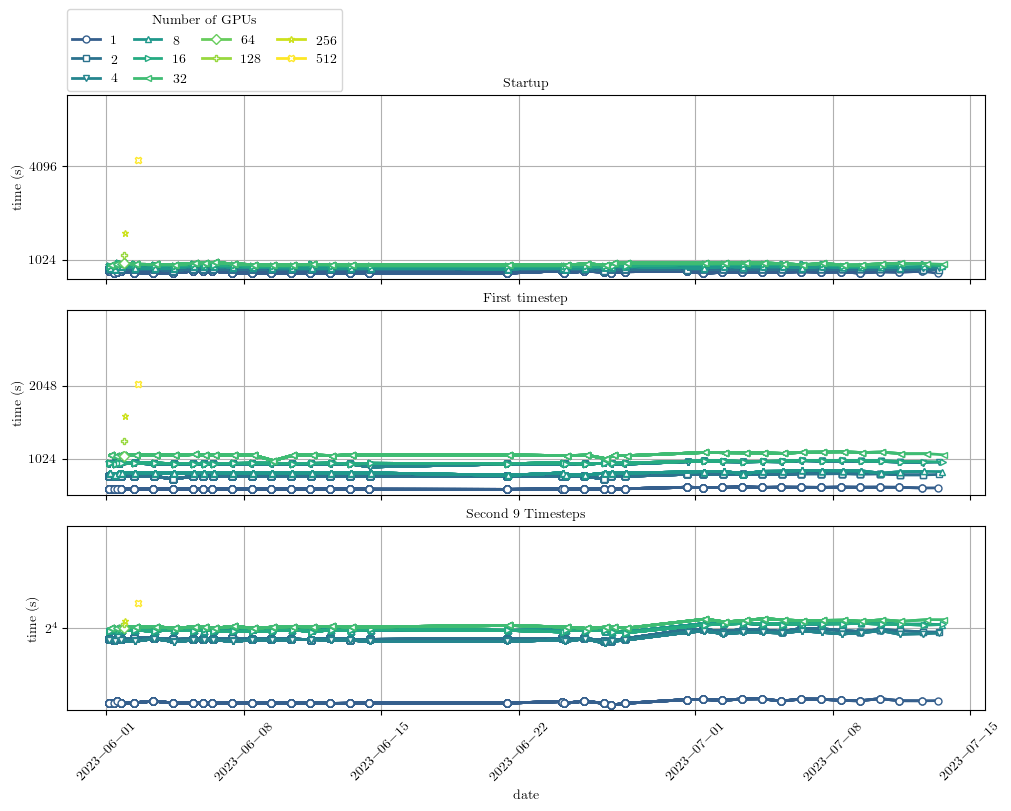 Number of GPUs
1 8 64 256
2 16 128 512
4 32
Startup
4096
time (s)
1024
First timestep
2048
time (s)
1024
Second 9 Timesteps
2⁴
time (s)
2023−06−01 2023−06−08 2023−06−15 2023−06−22 2023−07−01 2023−07−08 2023−07−15
date